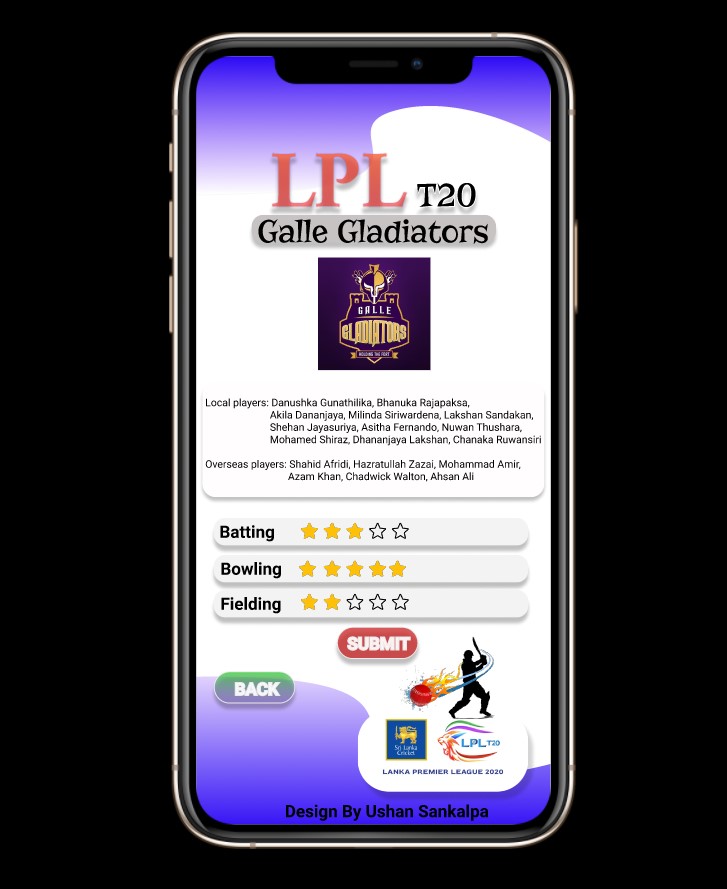 LPL T20
Galle Gladiators
GALLE
GLADIATORS
HOLDING THE FORT
Local players: Danushka Gunathilika, Bhanuka Rajapaksa,
Akila Dananjaya, Milinda Siriwardena, Lakshan Sandakan,
Shehan Jayasuriya, Asitha Fernando, Nuwan Thushara,
Mohamed Shiraz, Dhananjaya Lakshan, Chanaka Ruwansiri
Overseas players: Shahid Afridi, Hazratullah Zazai, Mohammad Amir,
Azam Khan, Chadwick Walton, Ahsan Ali
Batting
Bowling
Fielding
SUBMIT
BACK
Sri Lanka
Cricket
LPL T20
LANKA PREMIER LEAGUE 2020
Design By Ushan Sankalpa